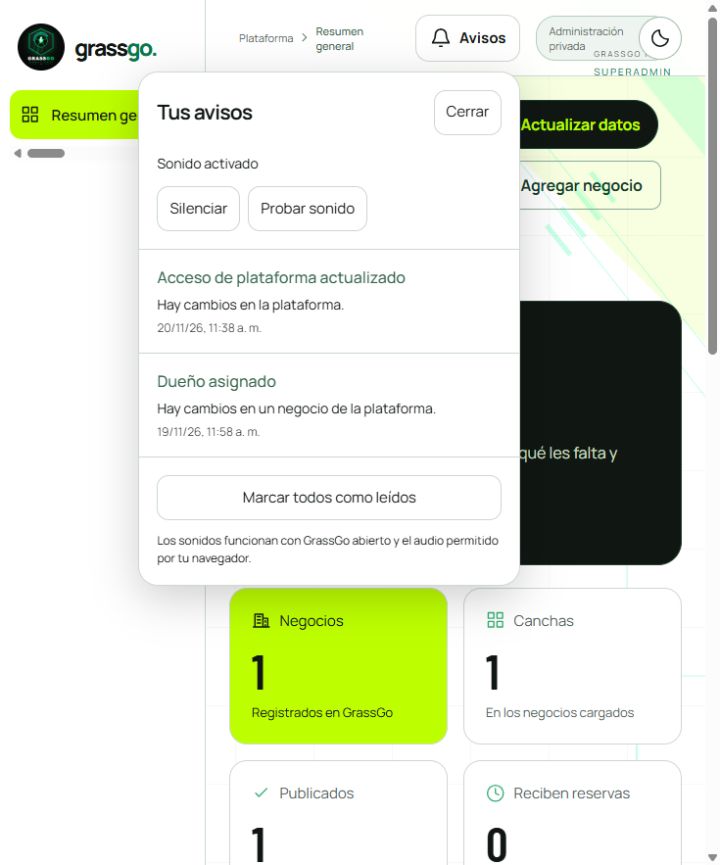 GRASSGO
grassgo.
Plataforma
Resumen
general
Avisos
Administración
privada
GRASSGO
SUPERADMIN
Resumen ge
Actualizar datos
Agregar negocio
Tus avisos
Cerrar
Sonido activado
Silenciar
Probar sonido
Acceso de plataforma actualizado
Hay cambios en la plataforma.
20/11/26, 11:38 a. m.
Dueño asignado
Hay cambios en un negocio de la plataforma.
19/11/26, 11:58 a. m.
qué les falta y
Marcar todos como leídos
Los sonidos funcionan con GrassGo abierto y el audio permitido
por tu navegador.
Negocios
1
Registrados en GrassGo
Canchas
1
En los negocios cargados
Publicados
1
Reciben reservas
0